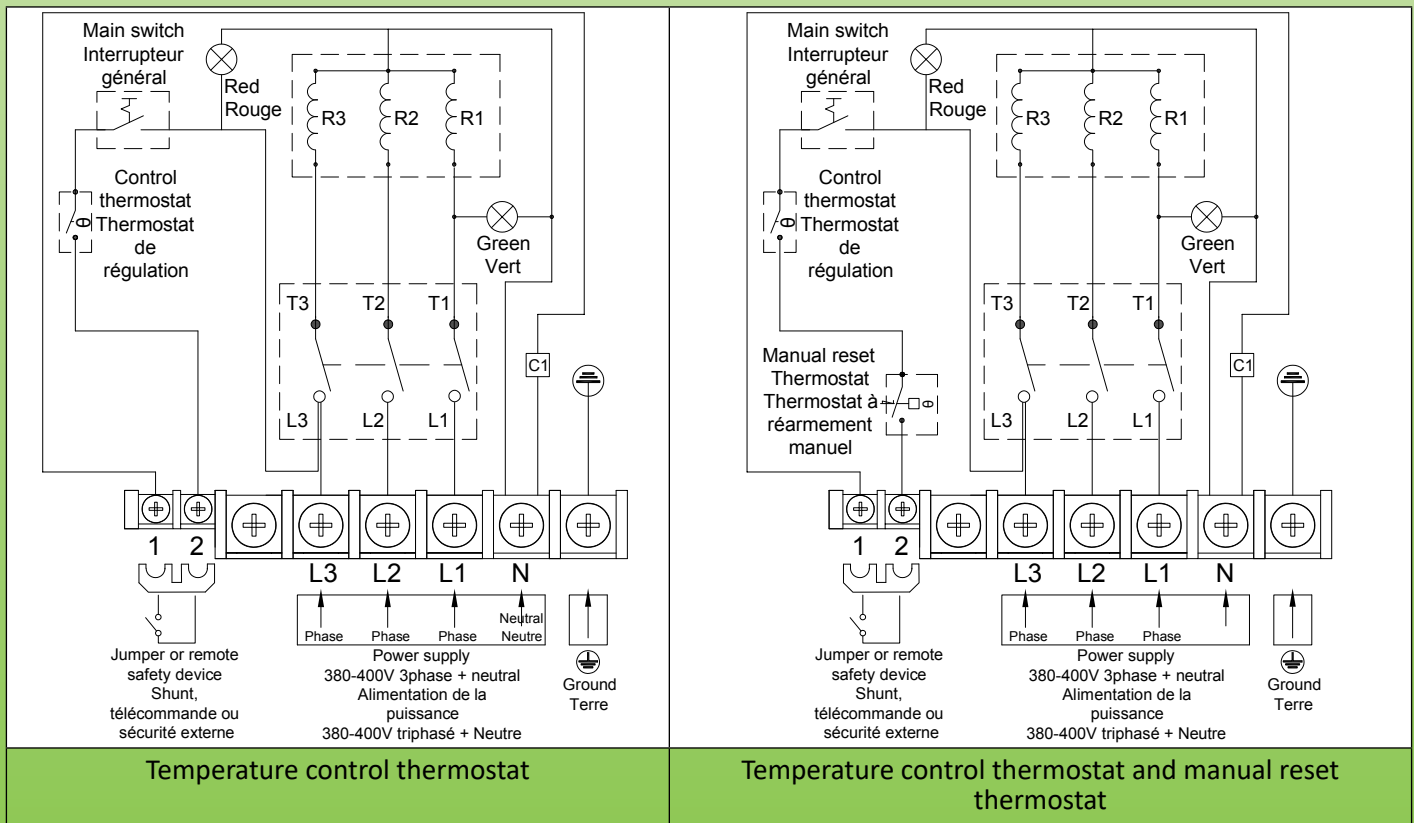 Main switch
Interrupteur
général
Red
Rouge
R3 R2 R1
Control
thermostat
Thermostat
de
régulation
θ
Green
Vert
T3 T2 T1
C1
L3 L2 L1
1 2
L3 L2 L1 N
Phase Phase Phase
Neutral
Neutre
Jumper or remote
safety device
Shunt,
télécommande ou
sécurité externe
Power supply
380-400V 3phase + neutral
Alimentation de la
puissance
380-400V triphasé + Neutre
Ground
Terre
Temperature control thermostat
Main switch
Interrupteur
général
Red
Rouge
R3 R2 R1
Control
thermostat
Thermostat
de
régulation
θ
Green
Vert
T3 T2 T1
C1
Manual reset
Thermostat
Thermostat à
réarmement
manuel
θ
L3 L2 L1
1 2
L3 L2 L1 N
Phase Phase Phase
Jumper or remote
safety device
Shunt,
télécommande ou
sécurité externe
Power supply
380-400V 3phase + neutral
Alimentation de la
puissance
380-400V triphasé + Neutre
Ground
Terre
Temperature control thermostat and manual reset
thermostat